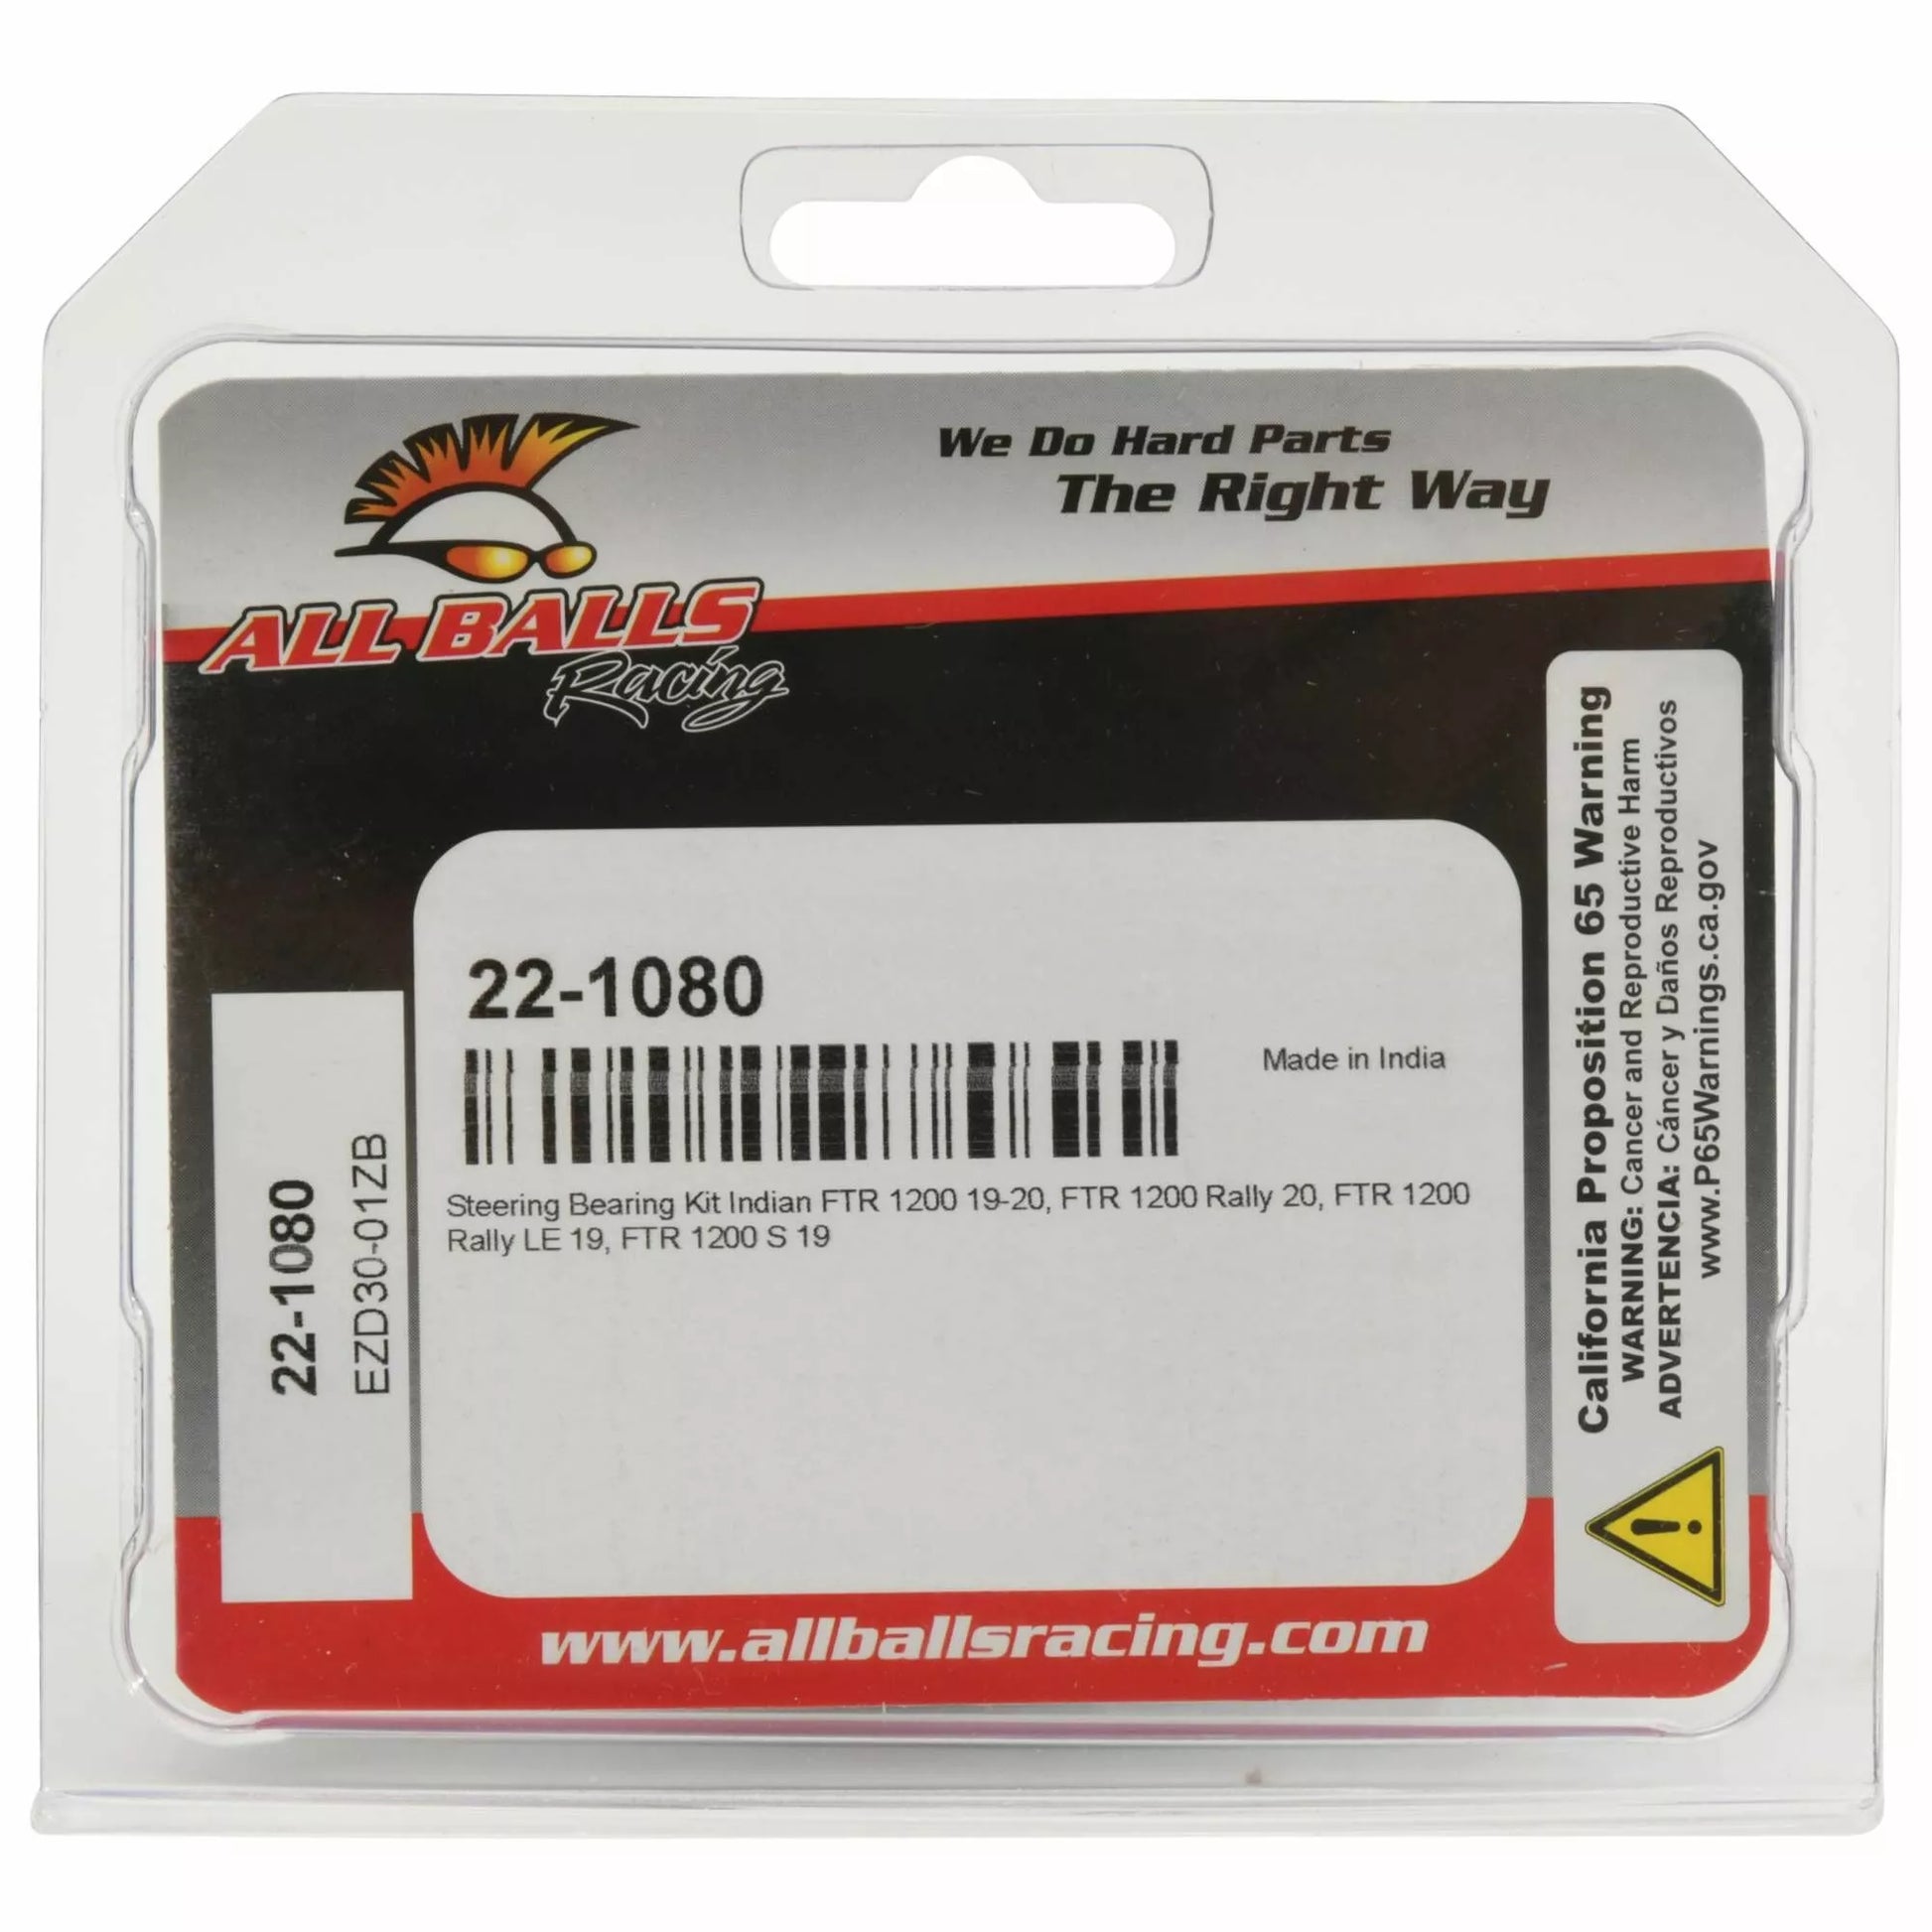 We Do Hard Parts
The Right Way
ALL BALLS
Racing
22-1080
Made in India
Steering Bearing Kit Indian FTR 1200 19-20, FTR 1200 Rally 20, FTR 1200
Rally LE 19, FTR 1200 S 19
22-1080
EZD30-01ZB
California Proposition 65 Warning
WARNING: Cancer and Reproductive Harm
ADVERTENCIA: Cáncer y Daños Reproductivos
www.P65Warnings.ca.gov
www.allballsracing.com